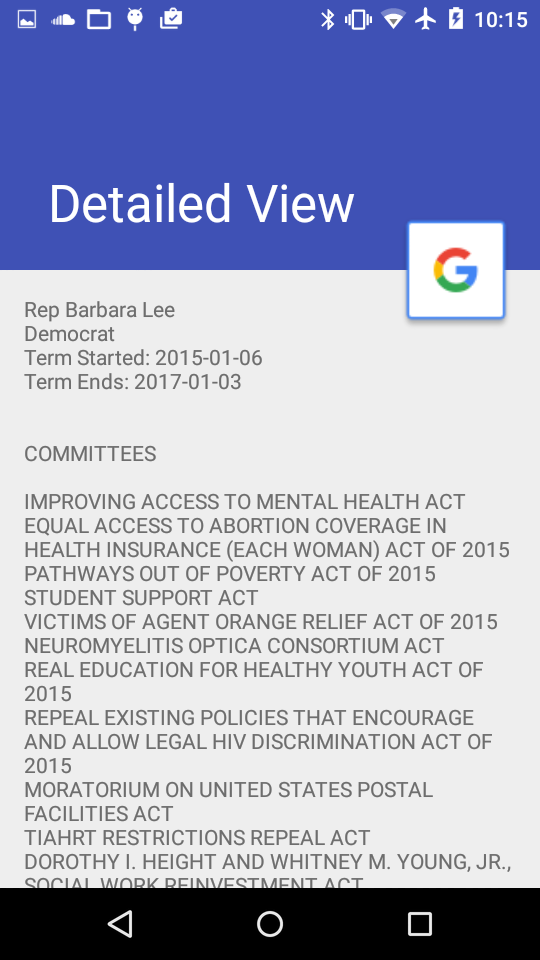 10:15
Detailed View
Rep Barbara Lee
Democrat
Term Started: 2015-01-06
Term Ends: 2017-01-03
COMMITTEES
IMPROVING ACCESS TO MENTAL HEALTH ACT
EQUAL ACCESS TO ABORTION COVERAGE IN
HEALTH INSURANCE (EACH WOMAN) ACT OF 2015
PATHWAYS OUT OF POVERTY ACT OF 2015
STUDENT SUPPORT ACT
VICTIMS OF AGENT ORANGE RELIEF ACT OF 2015
NEUROMYELITIS OPTICA CONSORTIUM ACT
REAL EDUCATION FOR HEALTHY YOUTH ACT OF
2015
REPEAL EXISTING POLICIES THAT ENCOURAGE
AND ALLOW LEGAL HIV DISCRIMINATION ACT OF
2015
MORATORIUM ON UNITED STATES POSTAL
FACILITIES ACT
TIAHRT RESTRICTIONS REPEAL ACT
DOROTHY I. HEIGHT AND WHITNEY M. YOUNG, JR.,
SOCIAL WORK REINVESTMENT ACT